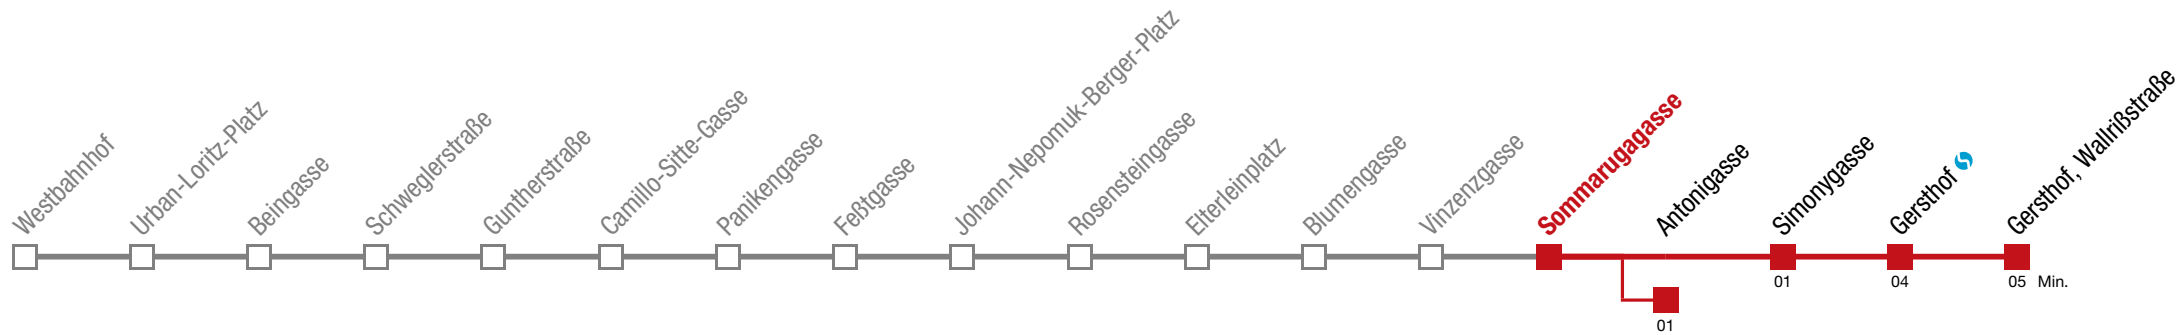 Westbahnhof
Urban-Loritz-Platz
Beingasse
Schweglerstraße
Guntherstraße
Camillo-Sitte-Gasse
Panikengasse
Feßtgasse
Johann-Nepomuk-Berger-Platz
Rosensteingasse
Elterleinplatz
Blumengasse
Vinzenzgasse
Sommarugagasse
Antonigasse
Simonygasse
Gersthof
Gersthof, Wallrißstraße
01
04
05 Min.
01